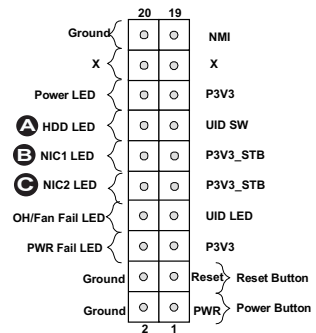 20 19
Ground NMI
X X
Power LED P3V3
A HDD LED UID SW
B NIC1 LED P3V3_STB
C NIC2 LED P3V3_STB
OH/Fan Fail LED UID LED
PWR Fail LED P3V3
Ground Reset Reset Button
Ground PWR Power Button
2 1